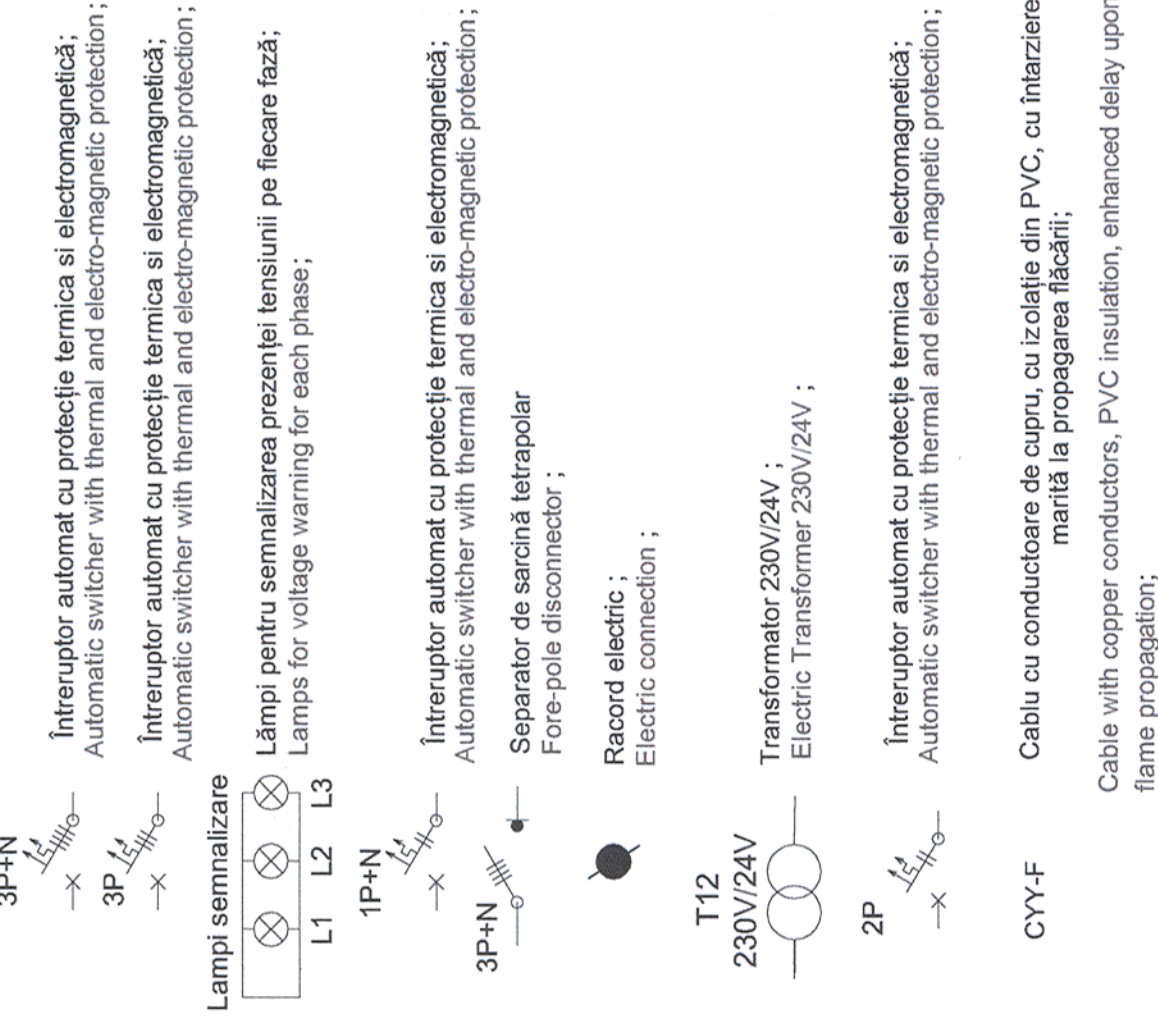 3P+N
Întreruptor automat cu protecție termica si electromagnetică;
Automatic switcher with thermal and electro-magnetic protection;
3P
Întreruptor automat cu protecție termica si electromagnetică;
Automatic switcher with thermal and electro-magnetic protection;
Lampi semnalizare
L1 L2 L3
Lămpi pentru semnalizarea prezenței tensiunii pe fiecare fază;
Lamps for voltage warning for each phase;
1P+N
Întreruptor automat cu protecție termica si electromagnetică;
Automatic switcher with thermal and electro-magnetic protection;
3P+N
Separator de sarcină tetrapolar
Fore-pole disconnector ;
Racord electric ;
Electric connection ;
T12
230V/24V
Transformator 230V/24V ;
Electric Transformer 230V/24V ;
2P
Întreruptor automat cu protecție termica si electromagnetică;
Automatic switcher with thermal and electro-magnetic protection;
CYY-F
Cablu cu conductoare de cupru, cu izolație din PVC, cu întarziere
marită la propagarea flăcării;
Cable with copper conductors, PVC insulation, enhanced delay upon
flame propagation;